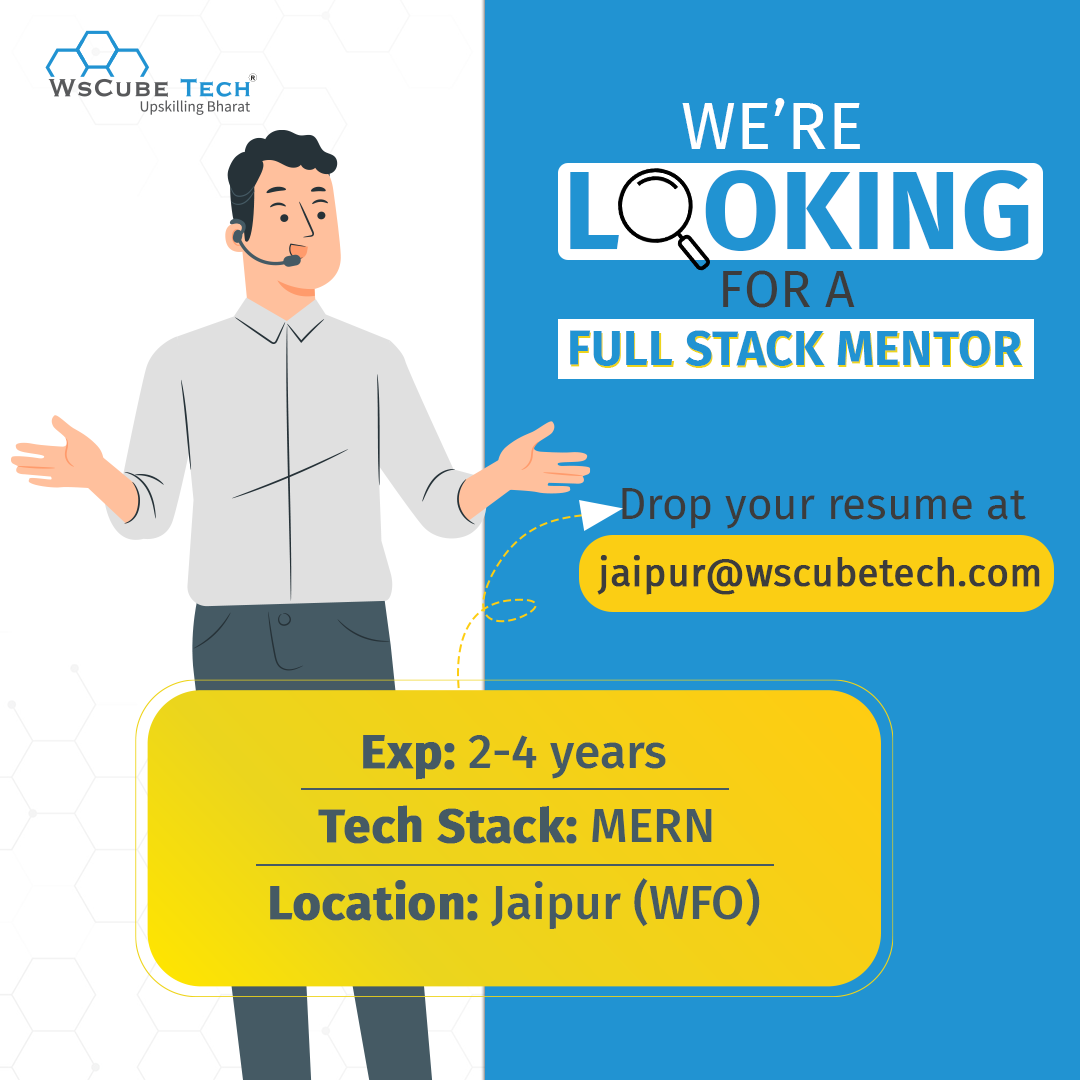 WsCube Tech®
Upskilling Bharat
WE'RE
LOOKING
FOR A
FULL STACK MENTOR
Drop your resume at
jaipur@wscubetech.com
Exp: 2-4 years
Tech Stack: MERN
Location: Jaipur (WFO)